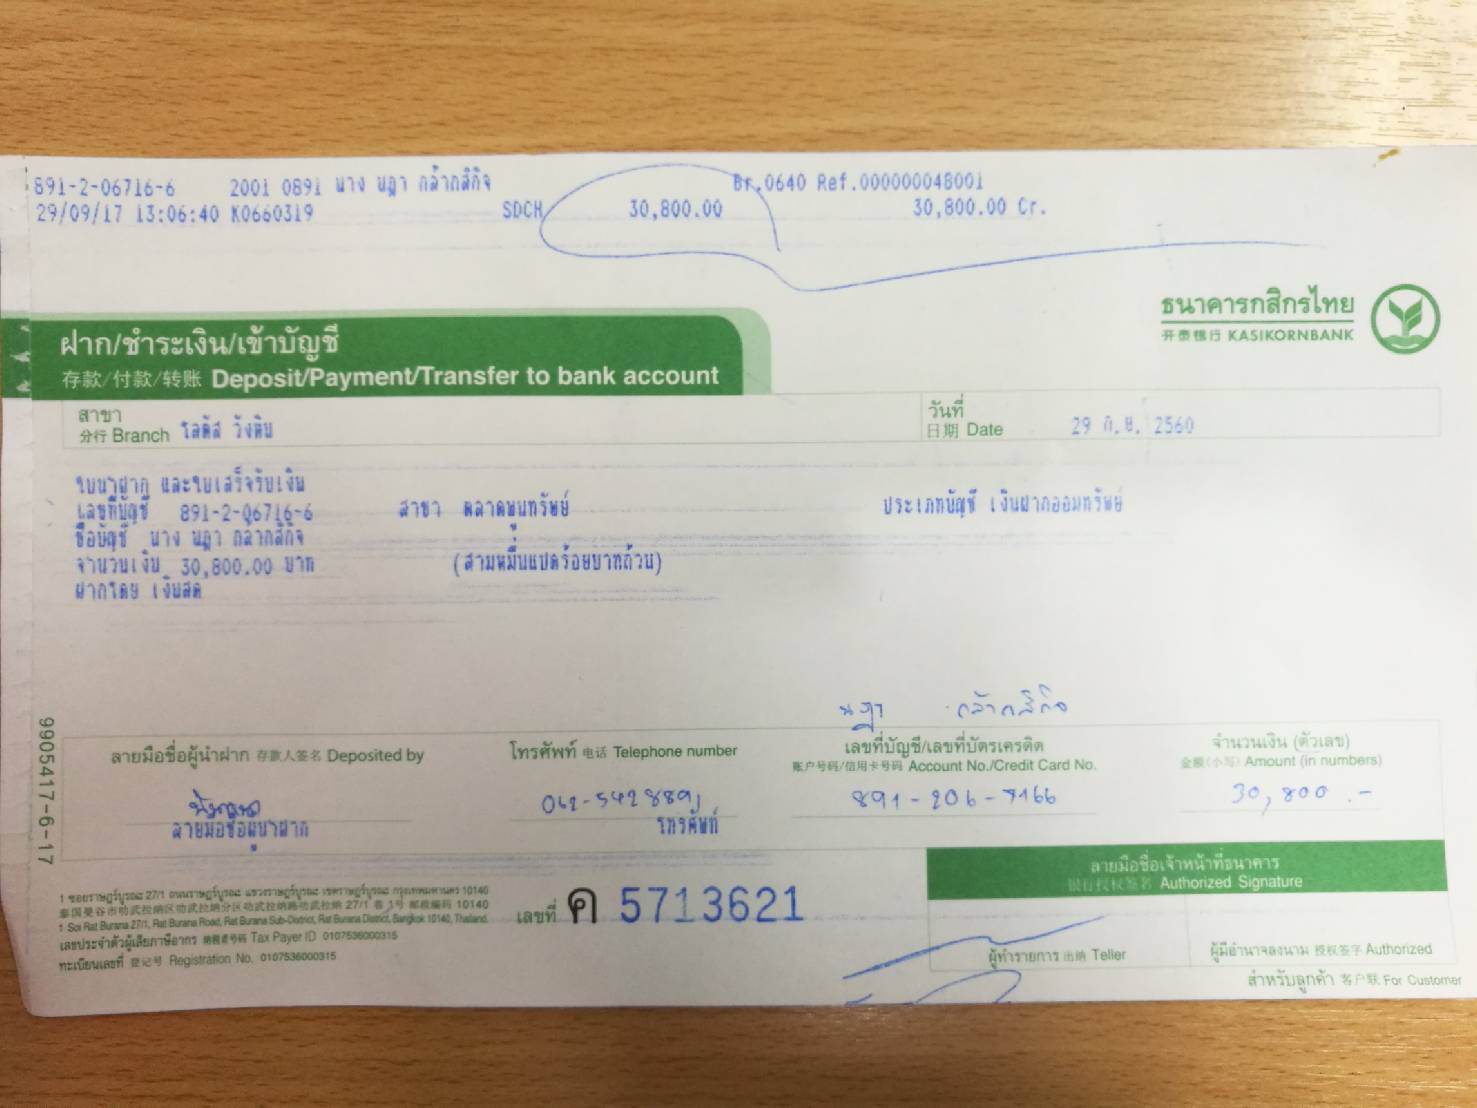 891-2-06716-6 2001 0891 นาง นฎา กล้ากสิกิจ Br.0640 Ref.000000048001
29/09/17 13:06:40 K0660319 SDCH 30,800.00 30,800.00 Cr.
ธนาคารกสิกรไทย
开泰银行 KASIKORNBANK
ฝาก/ชำระเงิน/เข้าบัญชี
存款/付款/转账 Deposit/Payment/Transfer to bank account
สาขา
分行 Branch โลตัส วังหิน
วันที่
日期 Date 29 ก.ย. 2560
ใบนำฝาก และใบเสร็จรับเงิน
เลขที่บัญชี 891-2-06716-6 สาขา ตลาดพูนทรัพย์ ประเภทบัญชี เงินฝากออมทรัพย์
ชื่อบัญชี นาง นฎา กล้ากสิกิจ
จำนวนเงิน 30,800.00 บาท (สามหมื่นแปดร้อยบาทถ้วน)
ฝากโดย เงินสด
นฎา กล้ากสิกิจ
ลายมือชื่อผู้นำฝาก 存款人签名 Deposited by
โทรศัพท์ 电话 Telephone number
เลขที่บัญชี/เลขที่บัตรเครดิต
账户号码/信用卡号码 Account No./Credit Card No.
จำนวนเงิน (ตัวเลข)
金额(小写) Amount (in numbers)
062-5428891 891-206-7166 30,800.-
ลายมือชื่อผู้นำฝาก โทรศัพท์
9905417-6-17
1 ซอยราษฎร์บูรณะ 27/1 ถนนราษฎร์บูรณะ แขวงราษฎร์บูรณะ เขตราษฎร์บูรณะ กรุงเทพมหานคร 10140
泰国曼谷市叻武拉纳区叻武拉纳分区叻武拉纳路叻武拉纳 27/1 巷 1号 邮政编码 10140
1 Soi Rat Burana 27/1, Rat Burana Road, Rat Burana Sub-District, Rat Burana District, Bangkok 10140, Thailand.
เลขประจำตัวผู้เสียภาษีอากร 纳税者号码 Tax Payer ID 0107536000315
ทะเบียนเลขที่ 登记号 Registration No. 0107536000315
เลขที่ ค 5713621
ลายมือชื่อเจ้าหน้าที่ธนาคาร
银行授权签名 Authorized Signature
ผู้ทำรายการ 出纳 Teller
ผู้มีอำนาจลงนาม 授权签字 Authorized
สำหรับลูกค้า 客户联 For Customer